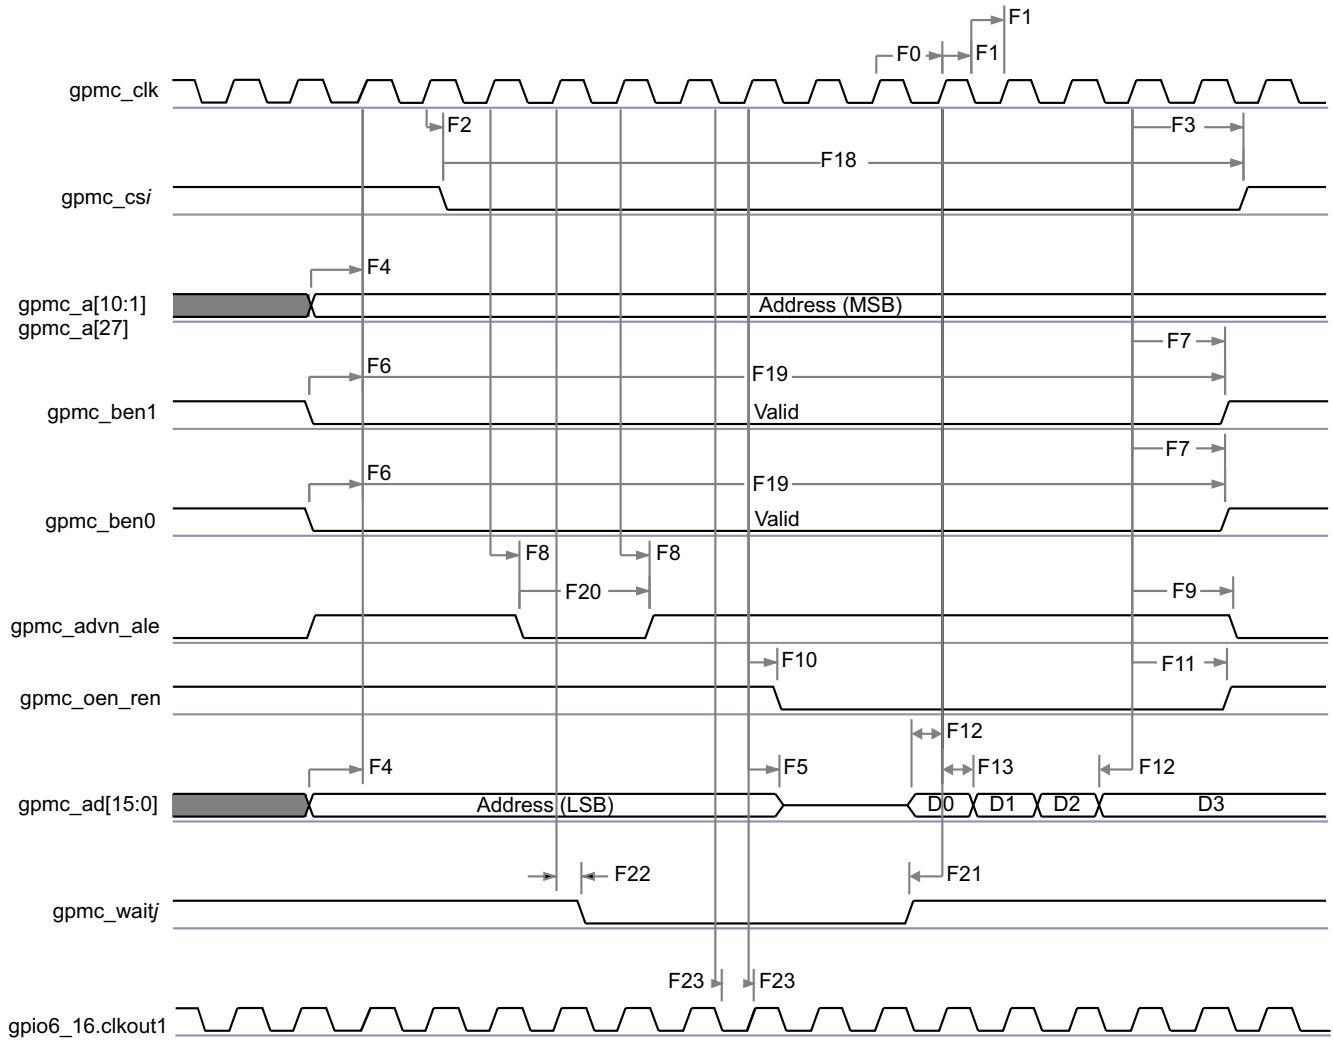 F1
F0
F1
gpmc_clk
F2
F3
F18
gpmc_csi
F4
gpmc_a[10:1]
Address (MSB)
gpmc_a[27]
F7
F6
F19
gpmc_ben1
Valid
F7
F6
F19
gpmc_ben0
Valid
F8
F8
F20
F9
gpmc_advn_ale
F10
F11
gpmc_oen_ren
F12
F4
F5
F13
F12
gpmc_ad[15:0]
Address (LSB)
D0
D1
D2
D3
F22
F21
gpmc_waitj
F23
F23
gpio6_16.clkout1